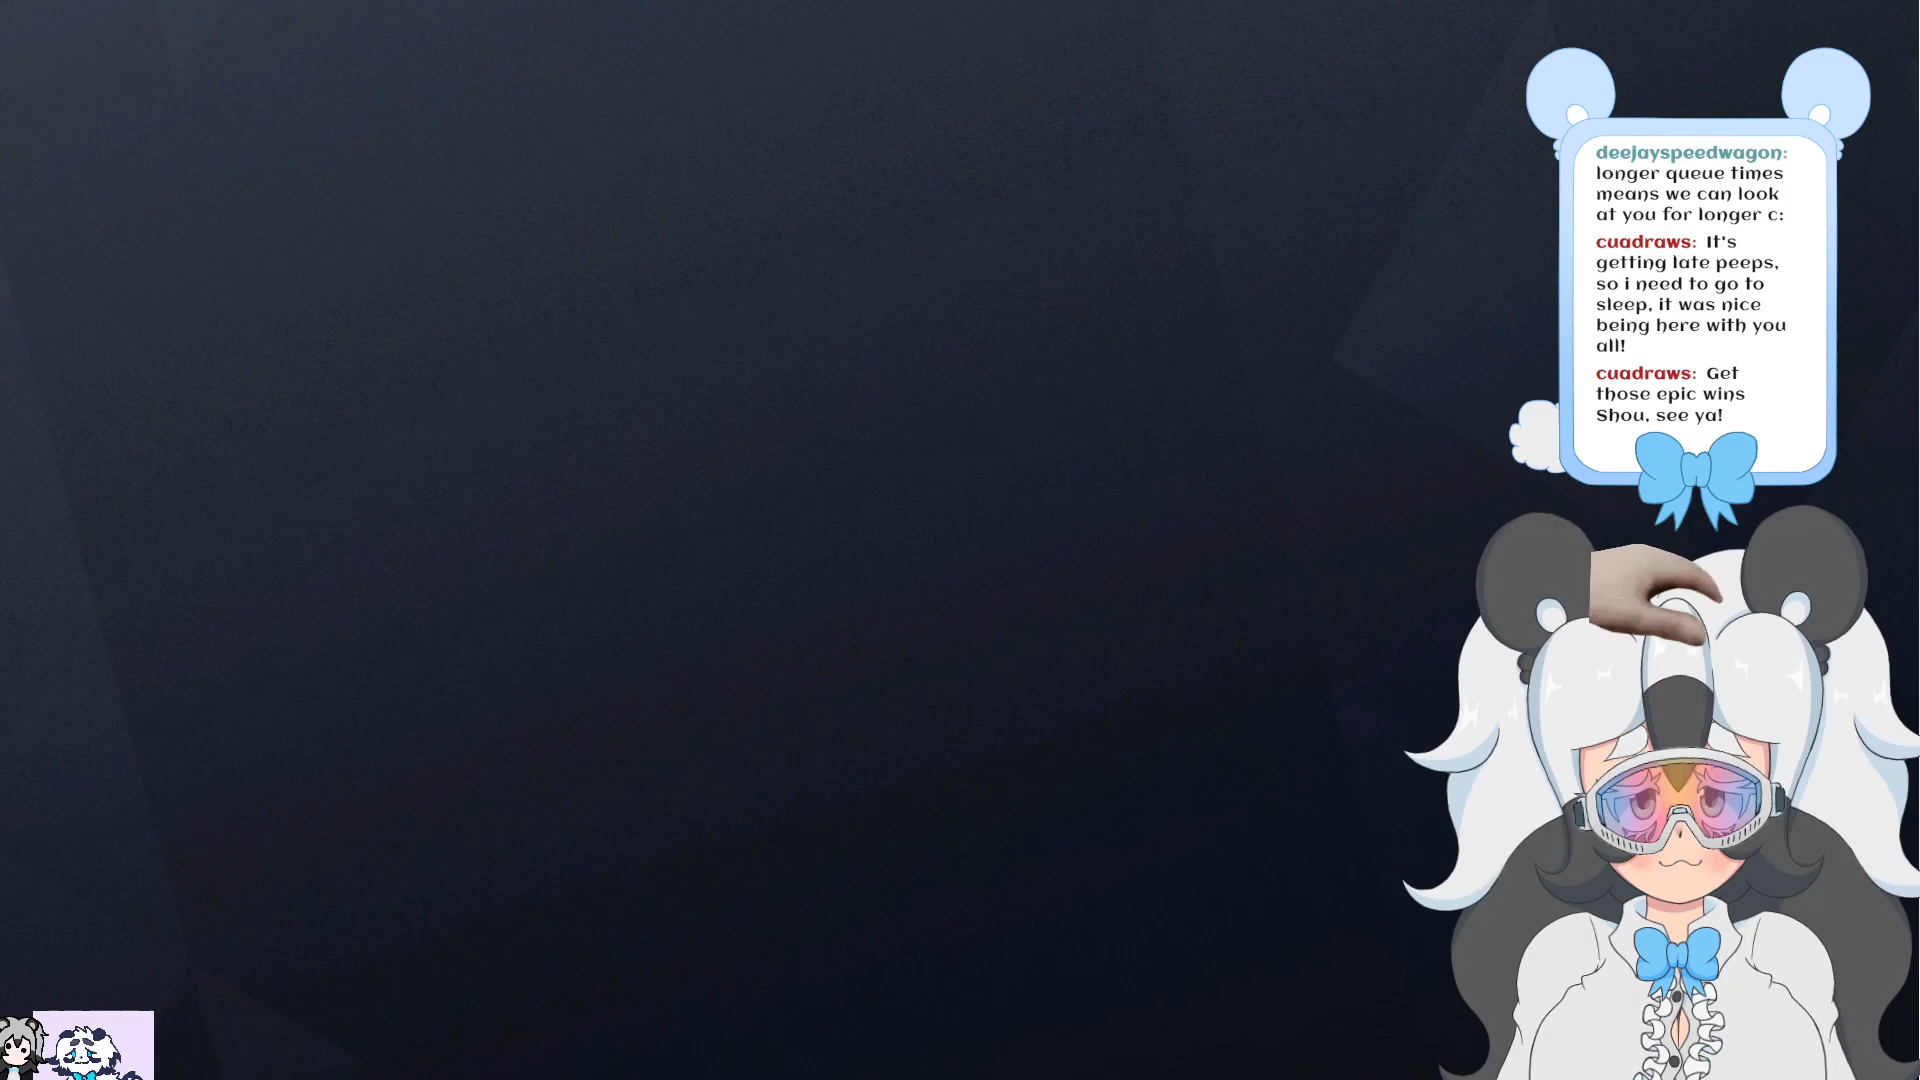 deejayspeedwagon:
longer queue times
means we can look
at you for longer c:
cuadraws: It's
getting late peeps,
so i need to go to
sleep, it was nice
being here with you
all!
cuadraws: Get
those epic wins
Shou, see ya!